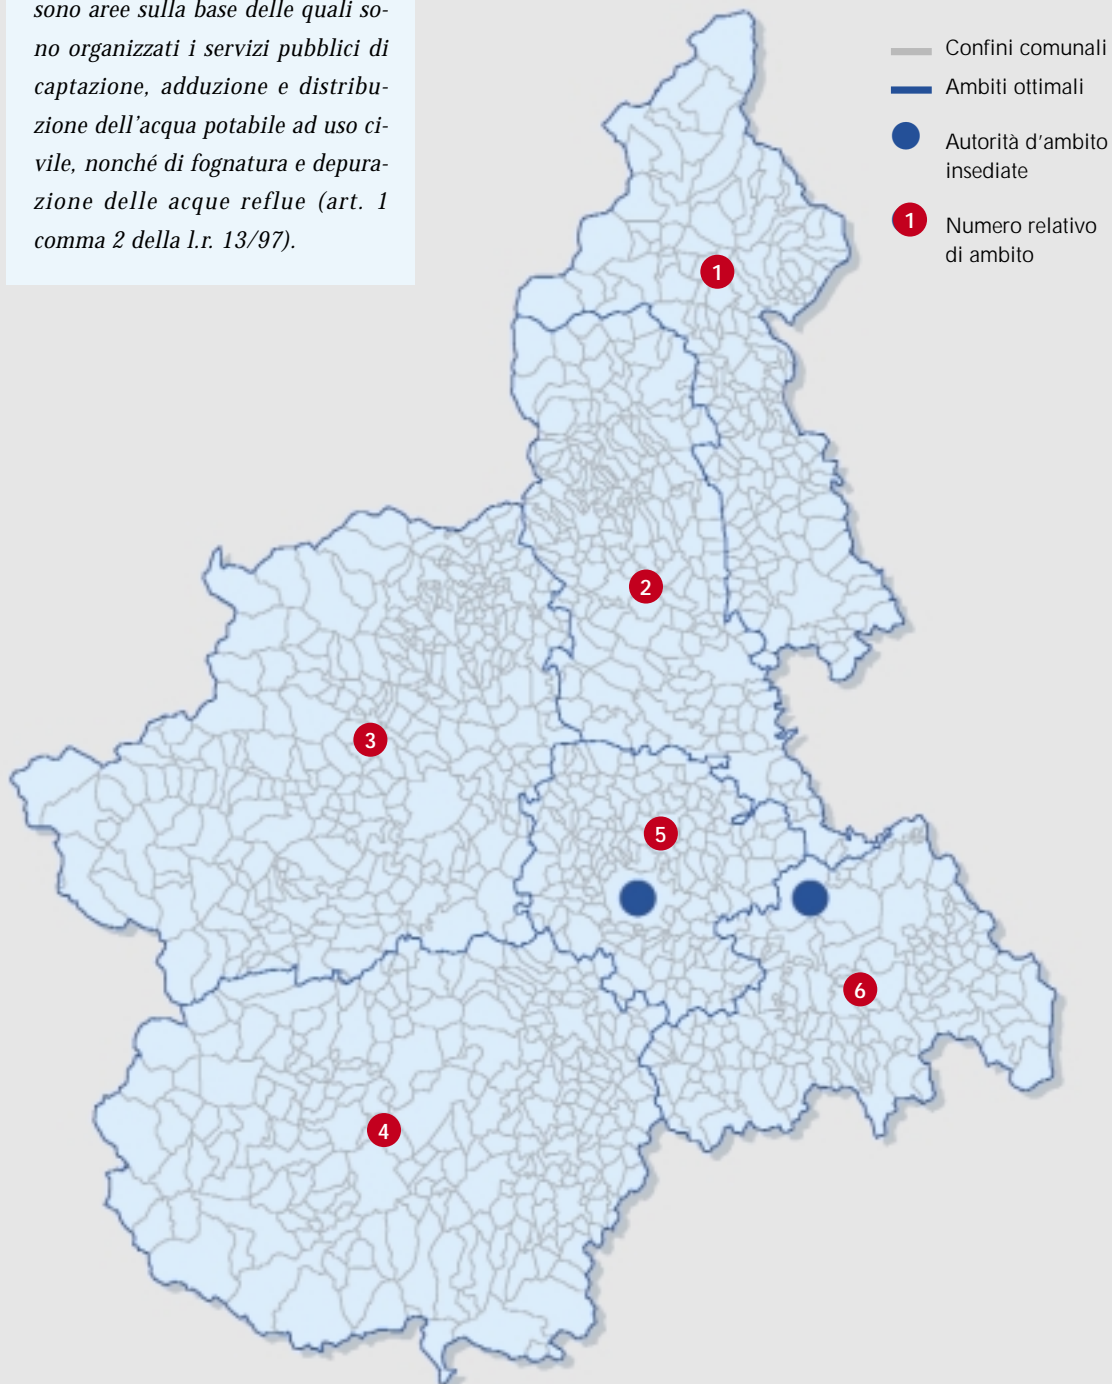 sono aree sulla base delle quali so-
no organizzati i servizi pubblici di
captazione, adduzione e distribu-
zione dell'acqua potabile ad uso ci-
vile, nonché di fognatura e depura-
zione delle acque reflue (art. 1
comma 2 della l.r. 13/97).
Confini comunali
Ambiti ottimali
Autorità d'ambito
insediate
1 Numero relativo
di ambito
1
2
3
5
6
4